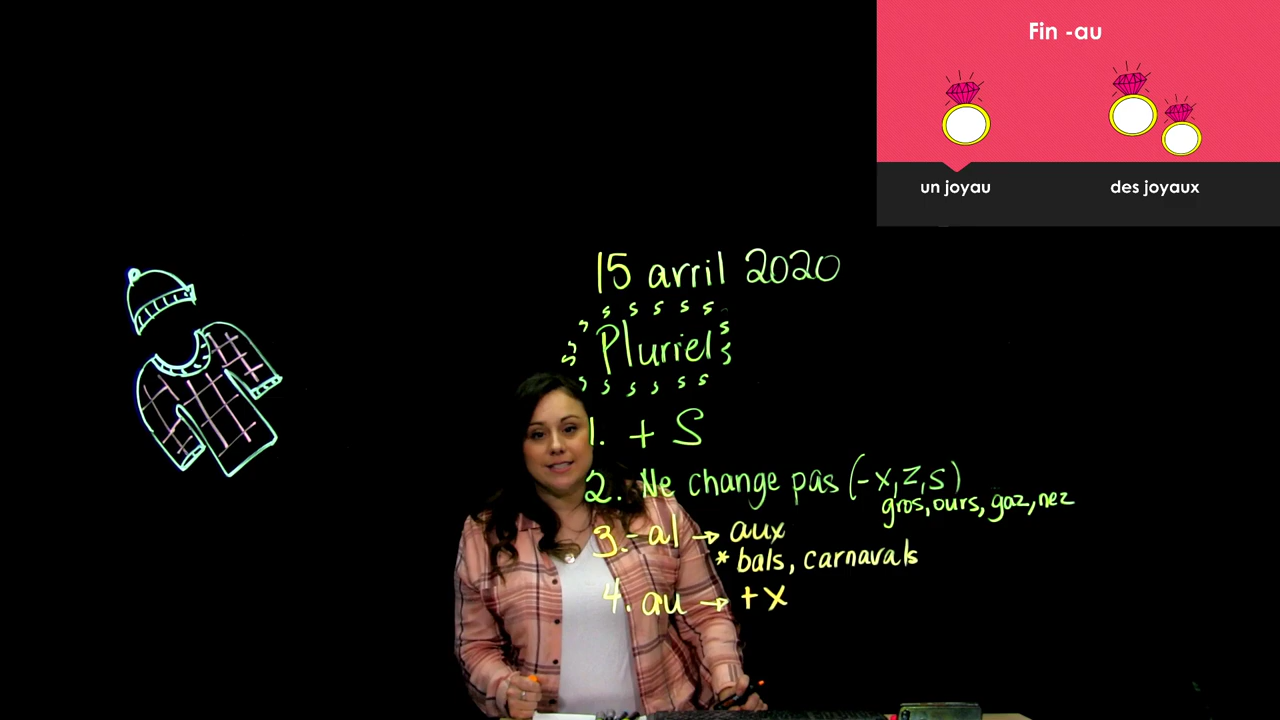 Fin -au
un joyau
des joyaux
15 avril 2020
s s s s s
s Pluriel s
s s
s s s s s s
1. + S
2. Ne change pas (-x, z, s)
gros, ours, gaz, nez
3. -al → aux
* bals, carnavals
4. au → +x